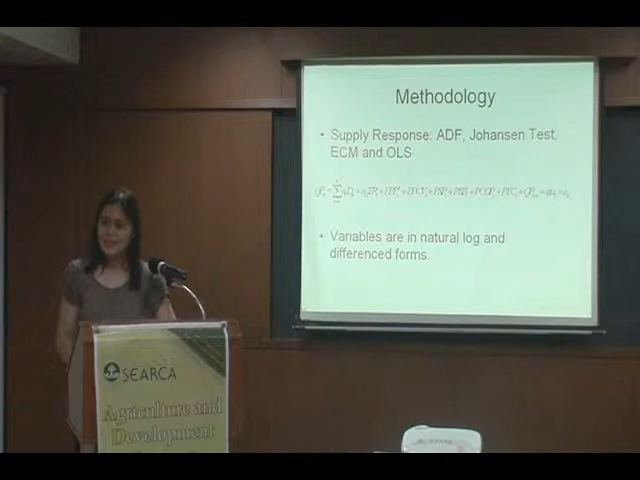 Methodology
• Supply Response: ADF, Johansen Test.
ECM and OLS
• Variables are in natural log and
differenced forms.
SEARCA
Agriculture and
Development